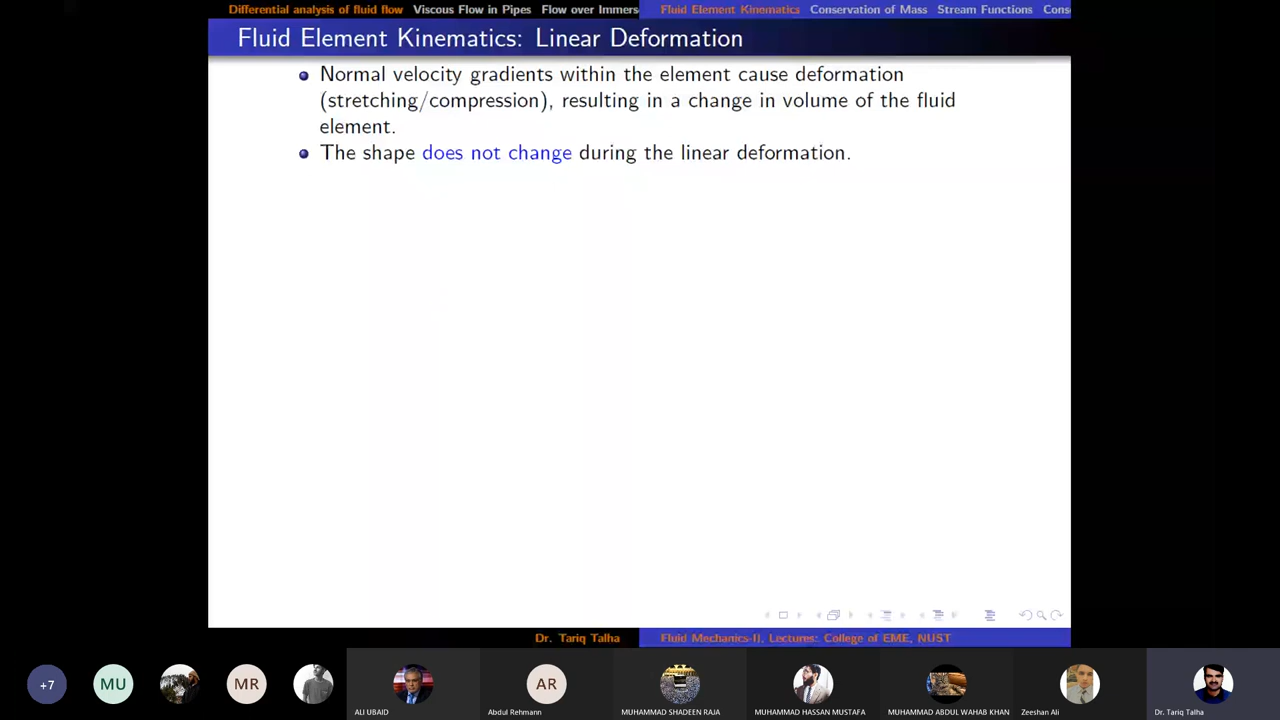 Differential analysis of fluid flow Viscous Flow in Pipes Flow over Immers Fluid Element Kinematics Conservation of Mass Stream Functions Cons
Fluid Element Kinematics: Linear Deformation
Normal velocity gradients within the element cause deformation
(stretching/compression), resulting in a change in volume of the fluid
element.
The shape does not change during the linear deformation.
Dr. Tariq Talha Fluid Mechanics-II, Lectures: College of EME, NUST
+7 MU MR AR
ALI UBAID Abdul Rehmann MUHAMMAD SHADEEN RAJA MUHAMMAD HASSAN MUSTAFA MUHAMMAD ABDUL WAHAB KHAN Zeeshan Ali Dr. Tariq Talha